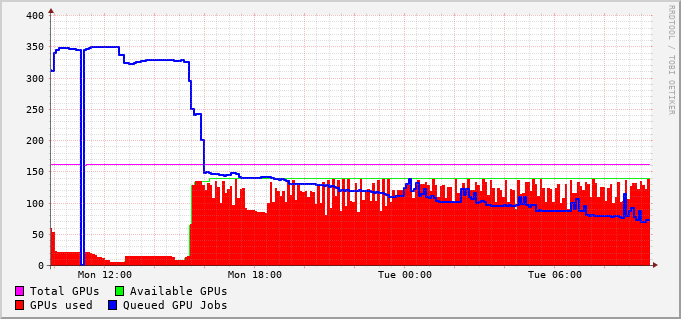 400
350
300
250
200
150
100
50
0
Mon 12:00 Mon 18:00 Tue 00:00 Tue 06:00
Total GPUs Available GPUs
GPUs used Queued GPU Jobs
RRDTOOL / TOBI OETIKER